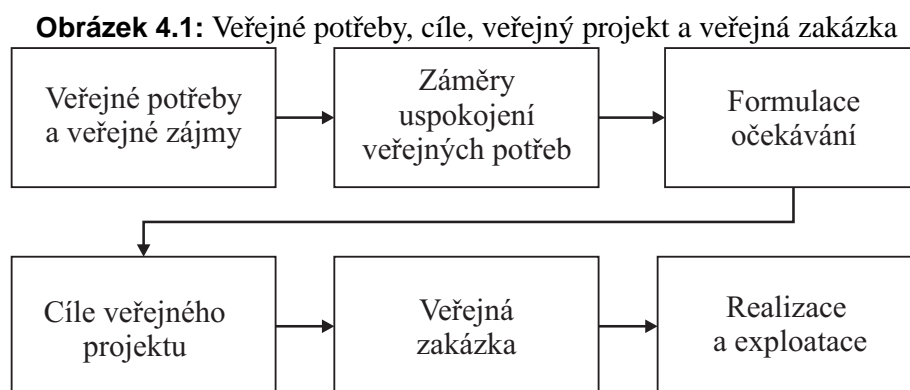 Obrázek 4.1: Veřejné potřeby, cíle, veřejný projekt a veřejná zakázka
Veřejné potřeby
a veřejné zájmy
Záměry
uspokojení
veřejných potřeb
Formulace
očekávání
Cíle veřejného
projektu
Veřejná
zakázka
Realizace
a exploatace